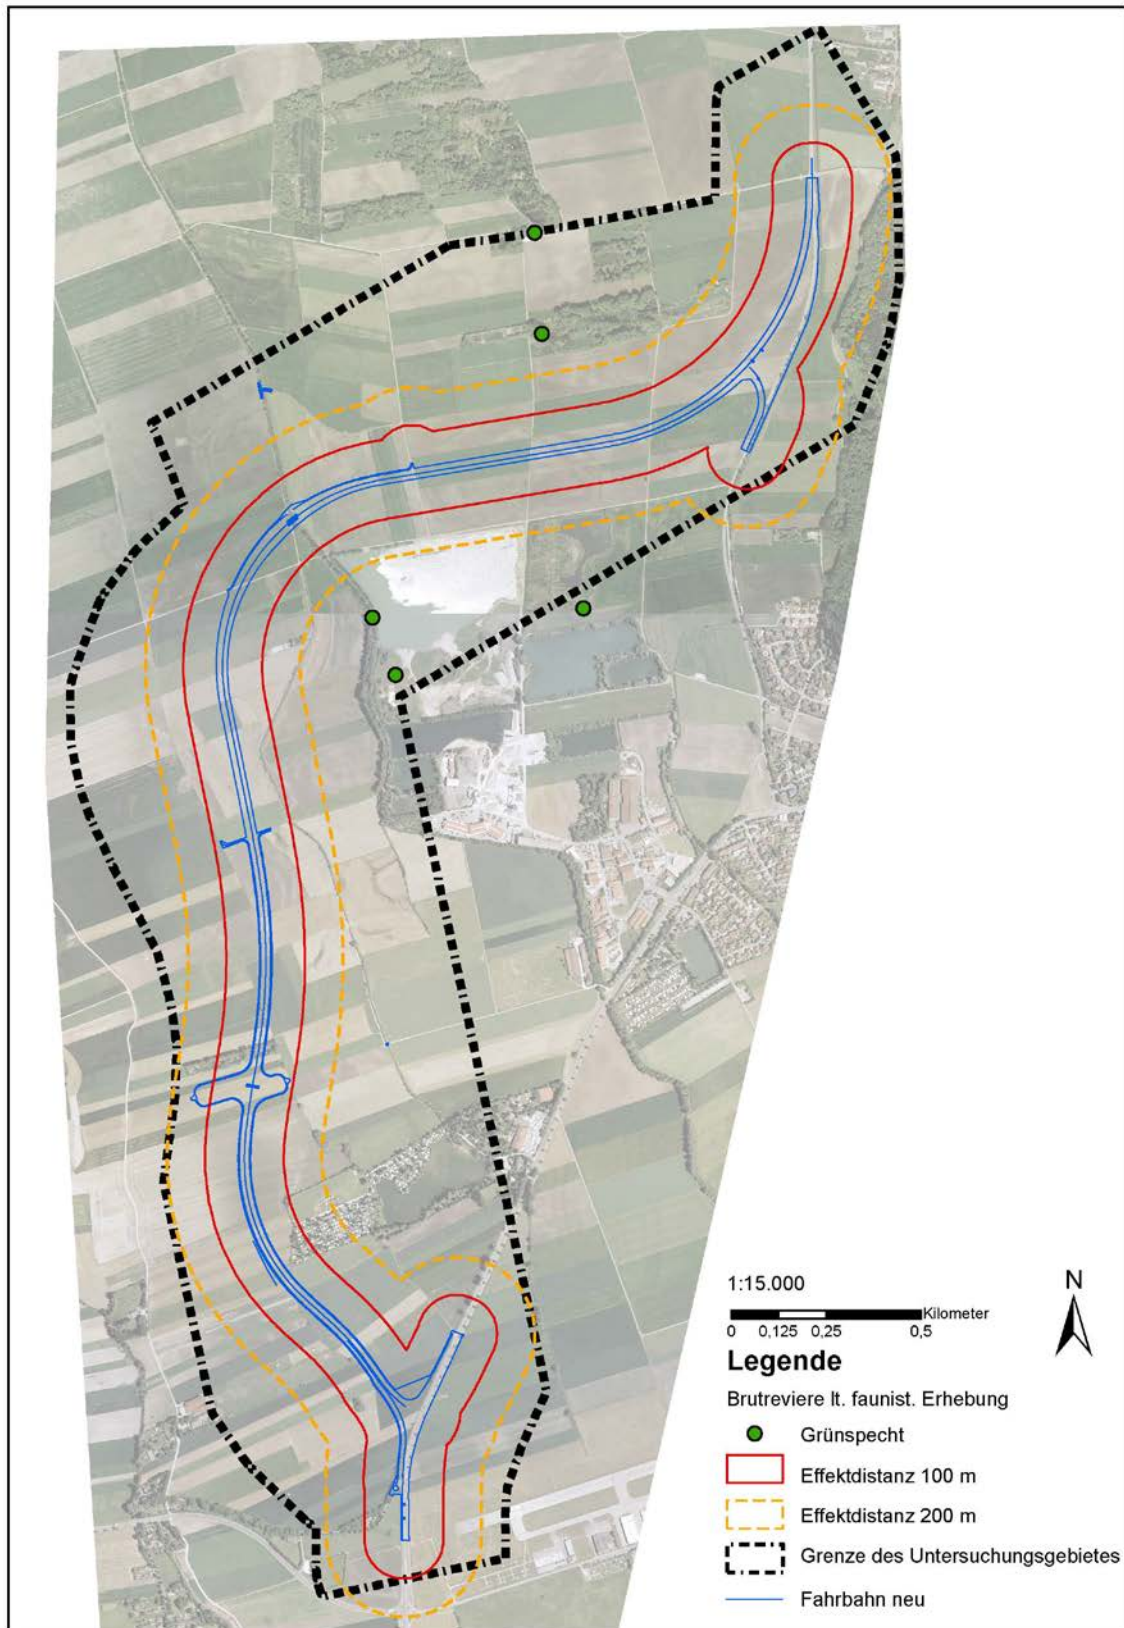 1:15.000
N
Kilometer
0 0,125 0,25 0,5
Legende
Brutreviere lt. faunist. Erhebung
Grünspecht
Effektdistanz 100 m
Effektdistanz 200 m
Grenze des Untersuchungsgebietes
Fahrbahn neu